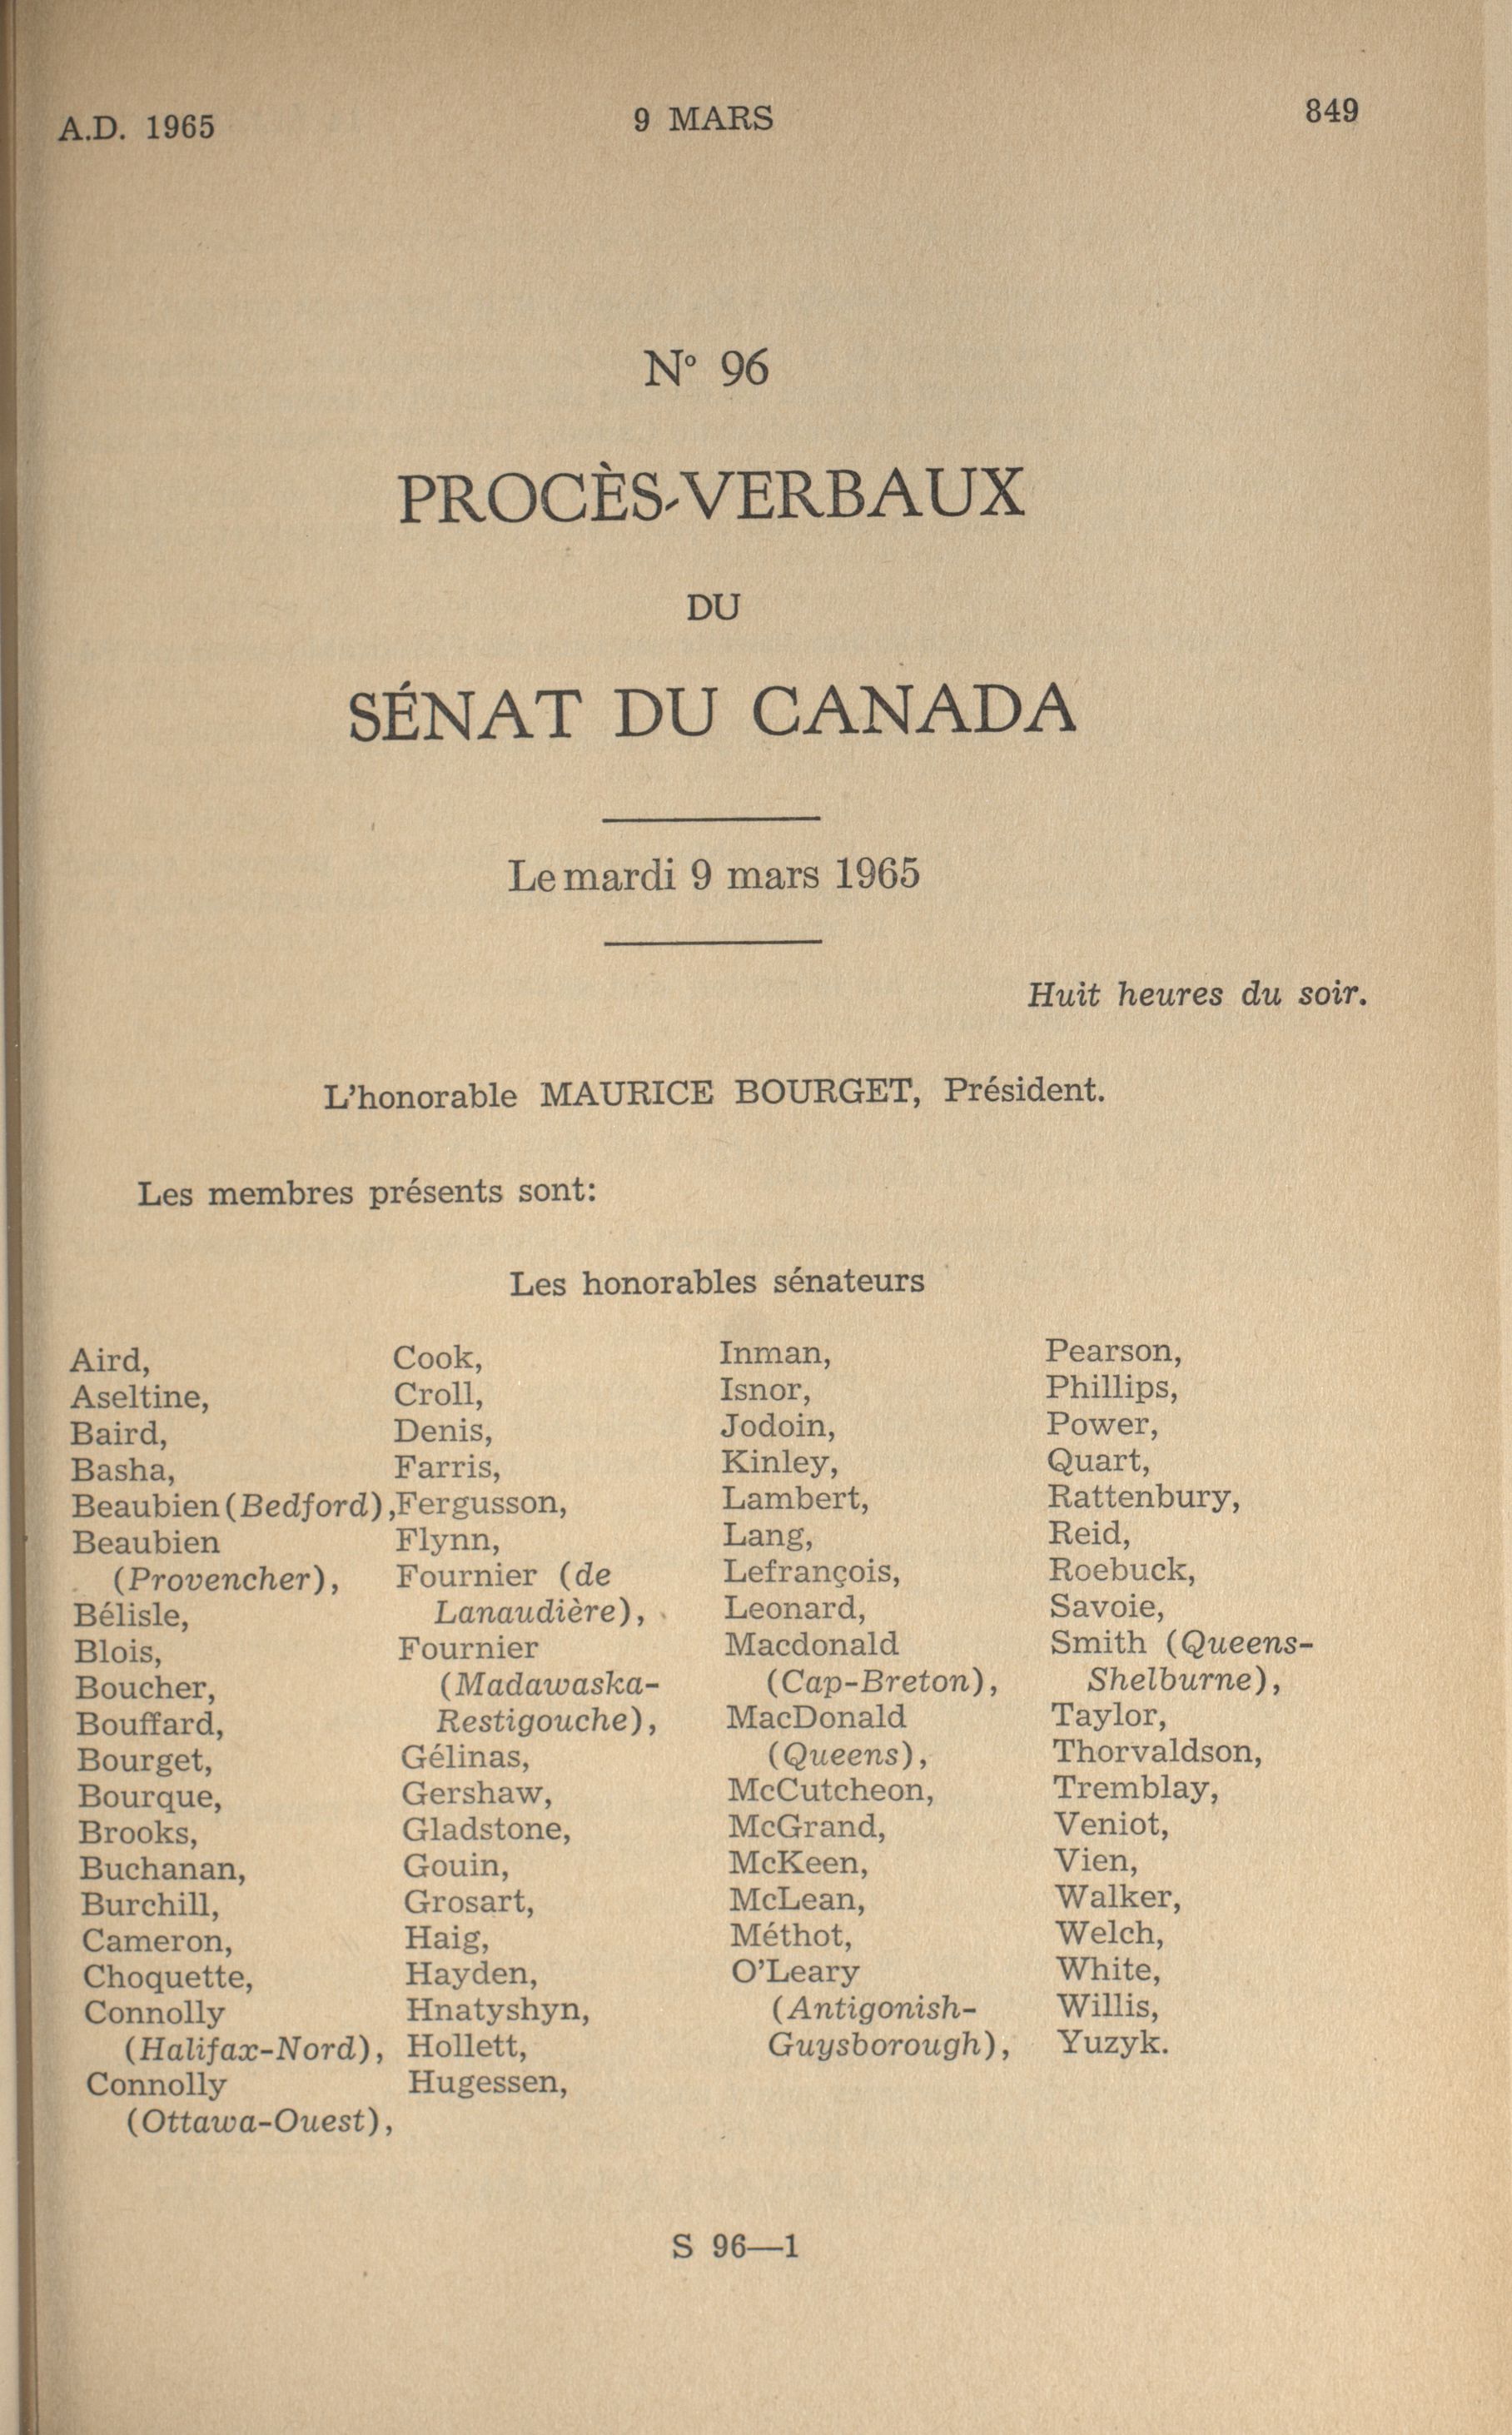 A.D. 1965
9 MARS
849
N° 96
PROCÈS-VERBAUX
DU
SÉNAT DU CANADA
Le mardi 9 mars 1965
Huit heures du soir.
L'honorable MAURICE BOURGET, Président.
Les membres présents sont:
Les honorables sénateurs
Aird,
Aseltine,
Baird,
Basha,
Beaubien (Bedford),
Beaubien
(Provencher),
Bélisle,
Blois,
Boucher,
Bouffard,
Bourget,
Bourque,
Brooks,
Buchanan,
Burchill,
Cameron,
Choquette,
Connolly
(Halifax-Nord),
Connolly
(Ottawa-Ouest),
Cook,
Croll,
Denis,
Farris,
Fergusson,
Flynn,
Fournier (de
Lanaudière),
Fournier
(Madawaska-
Restigouche),
Gélinas,
Gershaw,
Gladstone,
Gouin,
Grosart,
Haig,
Hayden,
Hnatyshyn,
Hollett,
Hugessen,
Inman,
Isnor,
Jodoin,
Kinley,
Lambert,
Lang,
Lefrançois,
Leonard,
Macdonald
(Cap-Breton),
MacDonald
(Queens),
McCutcheon,
McGrand,
McKeen,
McLean,
Méthot,
O'Leary
(Antigonish-
Guysborough),
Pearson,
Phillips,
Power,
Quart,
Rattenbury,
Reid,
Roebuck,
Savoie,
Smith (Queens-
Shelburne),
Taylor,
Thorvaldson,
Tremblay,
Veniot,
Vien,
Walker,
Welch,
White,
Willis,
Yuzyk.
S 96—1